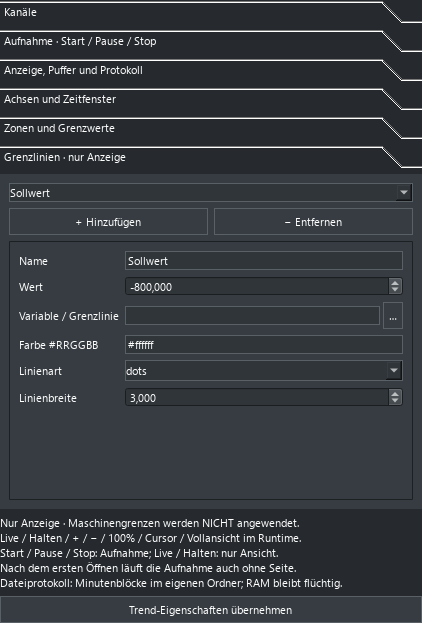 Kanäle
Aufnahme · Start / Pause / Stop
Anzeige, Puffer und Protokoll
Achsen und Zeitfenster
Zonen und Grenzwerte
Grenzlinien · nur Anzeige
Sollwert
+ Hinzufügen
− Entfernen
Name
Sollwert
Wert
-800,000
Variable / Grenzlinie
...
Farbe #RRGGBB
#ffffff
Linienart
dots
Linienbreite
3,000
Nur Anzeige · Maschinengrenzen werden NICHT angewendet.
Live / Halten / + / − / 100% / Cursor / Vollansicht im Runtime.
Start / Pause / Stop: Aufnahme; Live / Halten: nur Ansicht.
Nach dem ersten Öffnen läuft die Aufnahme auch ohne Seite.
Dateiprotokoll: Minutenblöcke im eigenen Ordner; RAM bleibt flüchtig.
Trend-Eigenschaften übernehmen